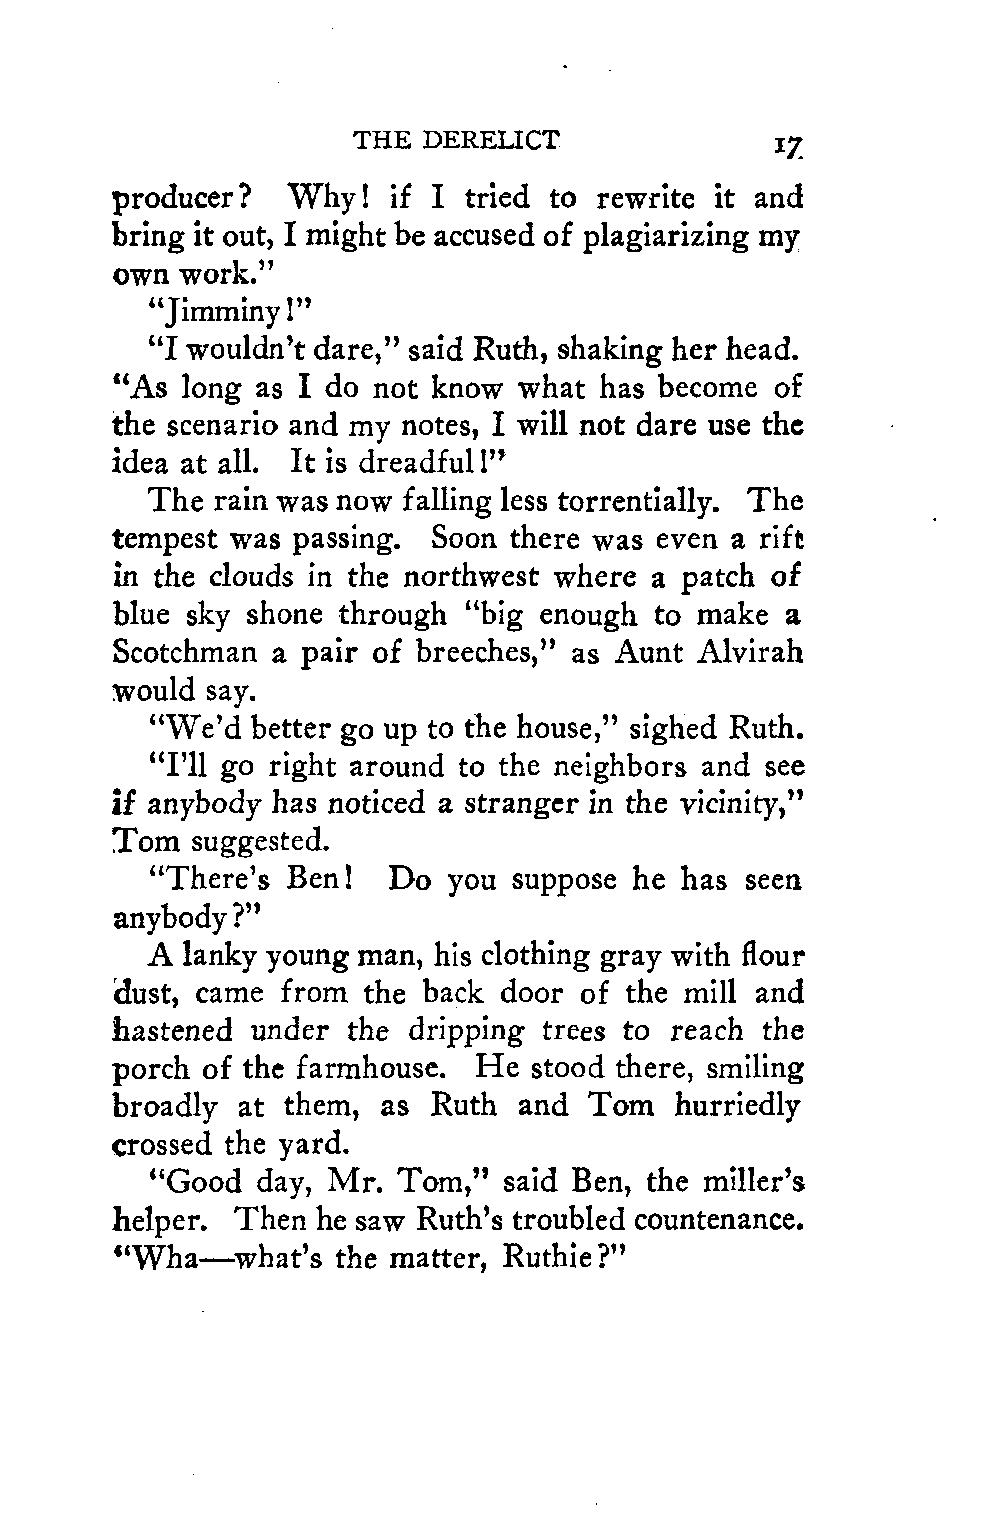 THE DERELICT 17
producer? Why! if I tried to rewrite it and
bring it out, I might be accused of plagiarizing my
own work."
"Jimminy!"
"I wouldn't dare," said Ruth, shaking her head.
"As long as I do not know what has become of
the scenario and my notes, I will not dare use the
idea at all. It is dreadful!"
The rain was now falling less torrentially. The
tempest was passing. Soon there was even a rift
in the clouds in the northwest where a patch of
blue sky shone through "big enough to make a
Scotchman a pair of breeches," as Aunt Alvirah
would say.
"We'd better go up to the house," sighed Ruth.
"I'll go right around to the neighbors and see
if anybody has noticed a stranger in the vicinity,"
Tom suggested.
"There's Ben! Do you suppose he has seen
anybody?"
A lanky young man, his clothing gray with flour
dust, came from the back door of the mill and
hastened under the dripping trees to reach the
porch of the farmhouse. He stood there, smiling
broadly at them, as Ruth and Tom hurriedly
crossed the yard.
"Good day, Mr. Tom," said Ben, the miller's
helper. Then he saw Ruth's troubled countenance.
"Wha—what's the matter, Ruthie?"